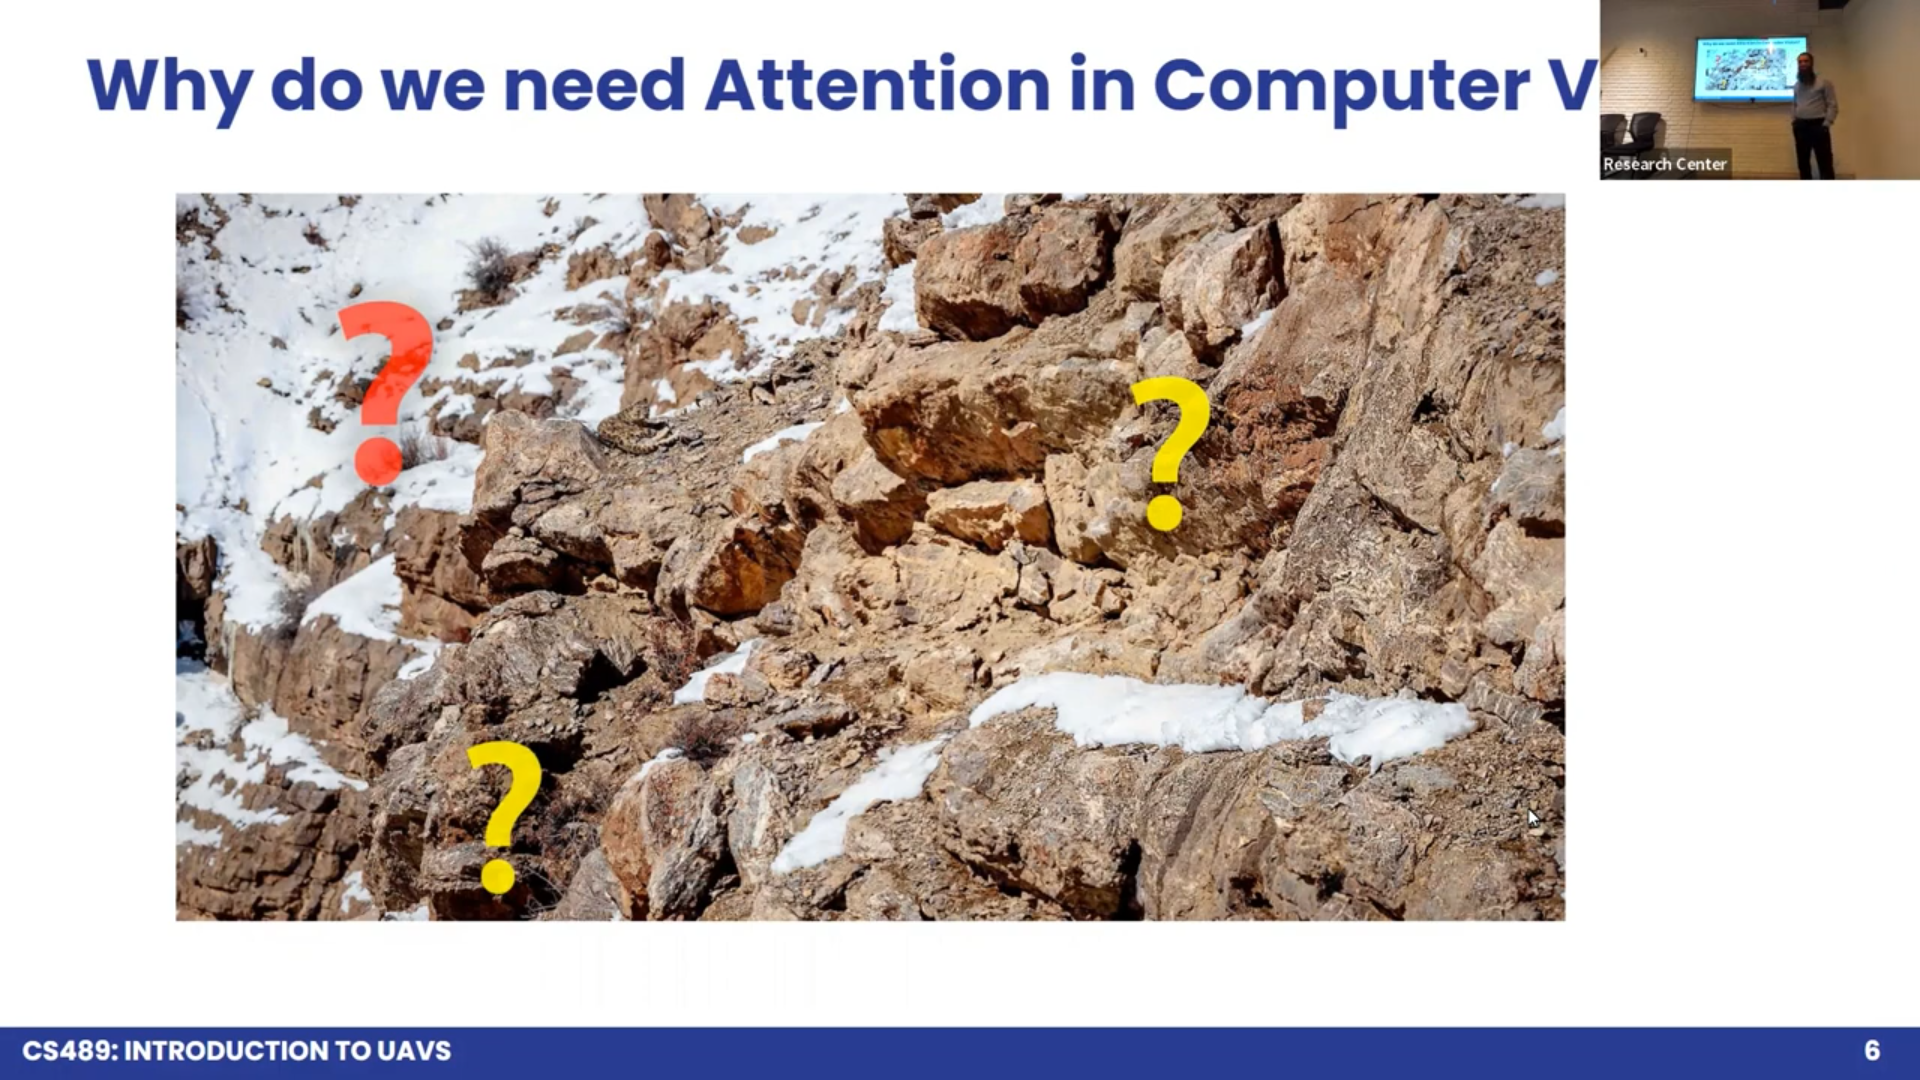 Why do we need Attention in Computer V
Research Center
?
?
?
CS489: INTRODUCTION TO UAVS
6